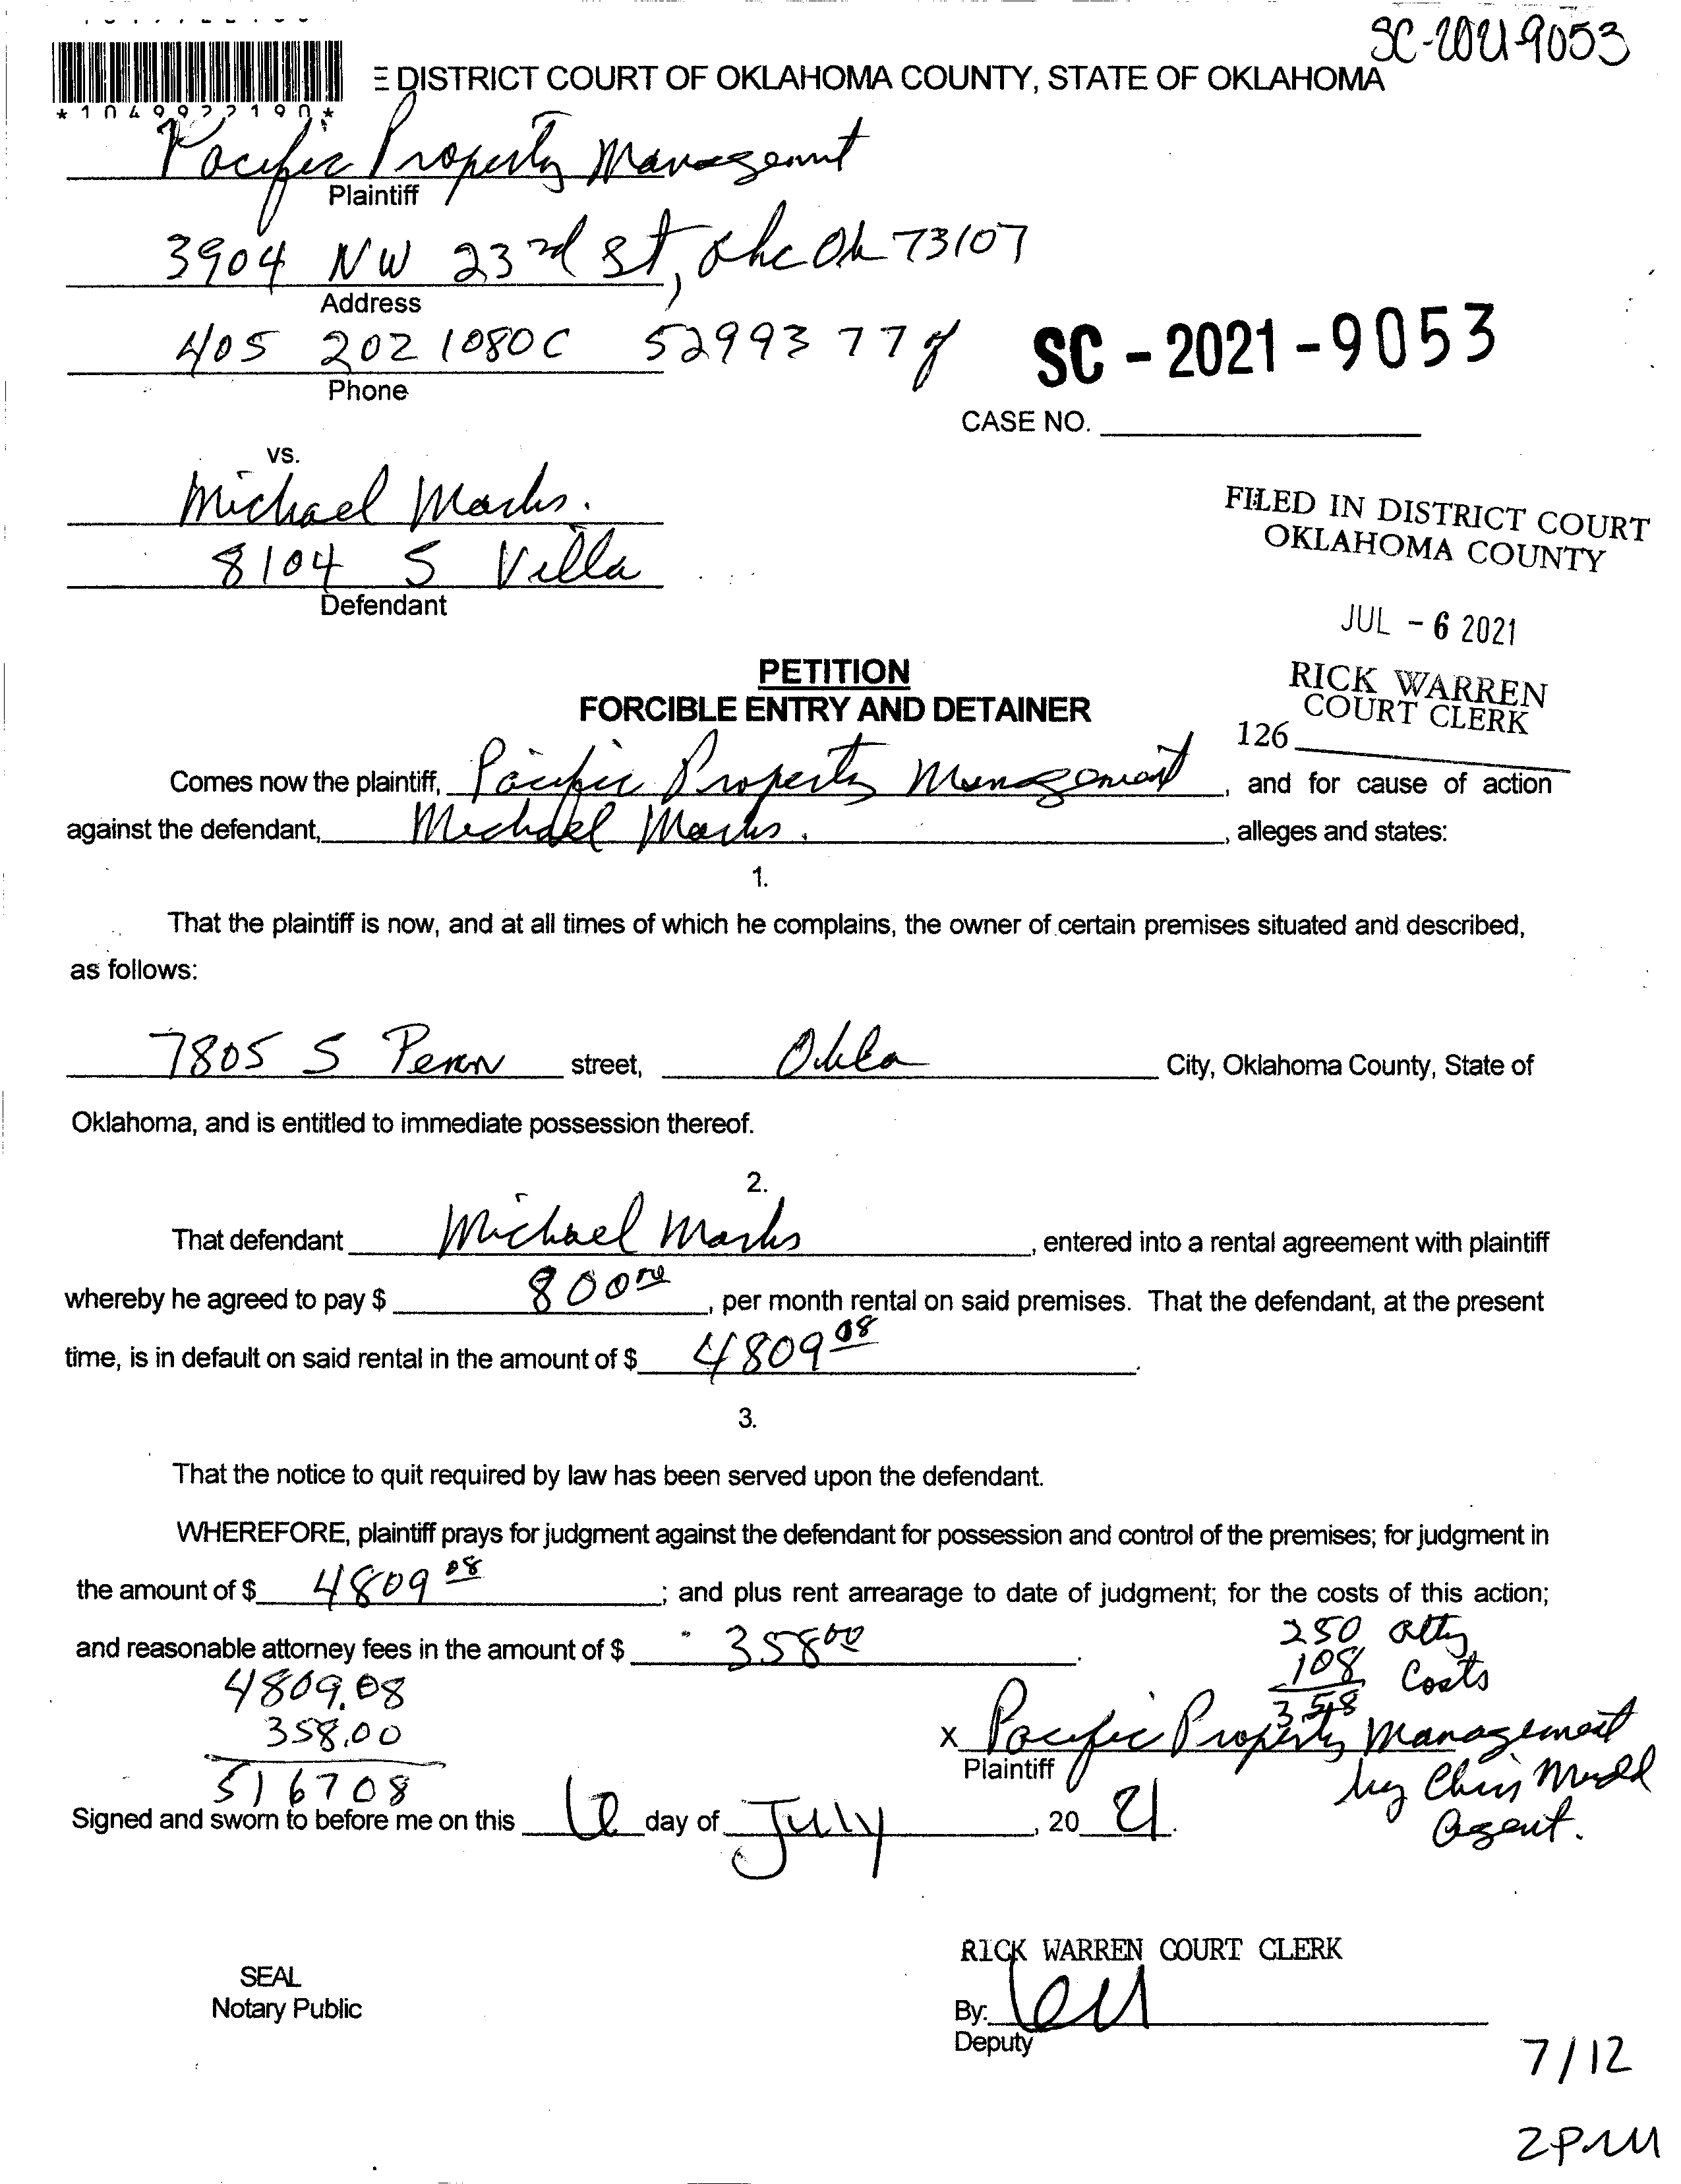 SC-2021-9053
E DISTRICT COURT OF OKLAHOMA COUNTY, STATE OF OKLAHOMA
*1049922190*
Pacific Property Management
Plaintiff
3904 NW 23rd St, Okc Ok 73107
Address
405 202 1080 C 5299377
Phone
SC - 2021 - 9053
CASE NO.
vs.
Michael Marks.
8104 S Villa
Defendant
FILED IN DISTRICT COURT
OKLAHOMA COUNTY
JUL - 6 2021
RICK WARREN
COURT CLERK
126
PETITION
FORCIBLE ENTRY AND DETAINER
Comes now the plaintiff, Pacific Property Management, and for cause of action
against the defendant, Michael Marks., alleges and states:
1.
That the plaintiff is now, and at all times of which he complains, the owner of certain premises situated and described,
as follows:
7805 S Penn street, Okla City, Oklahoma County, State of
Oklahoma, and is entitled to immediate possession thereof.
2.
That defendant Michael Marks, entered into a rental agreement with plaintiff
whereby he agreed to pay $ 800, per month rental on said premises. That the defendant, at the present
time, is in default on said rental in the amount of $ 4809 08.
3.
That the notice to quit required by law has been served upon the defendant.
WHEREFORE, plaintiff prays for judgment against the defendant for possession and control of the premises; for judgment in
the amount of $ 4809 08; and plus rent arrearage to date of judgment; for the costs of this action;
and reasonable attorney fees in the amount of $ 358 00.
250 atty
108 Costs
358
4809.08
358.00
516708
x Pacific Property Management
Plaintiff
by Chris Mudd
Agent.
Signed and sworn to before me on this 6 day of July, 20 21.
RICK WARREN COURT CLERK
SEAL
Notary Public
By:
Deputy
7/12
2PM